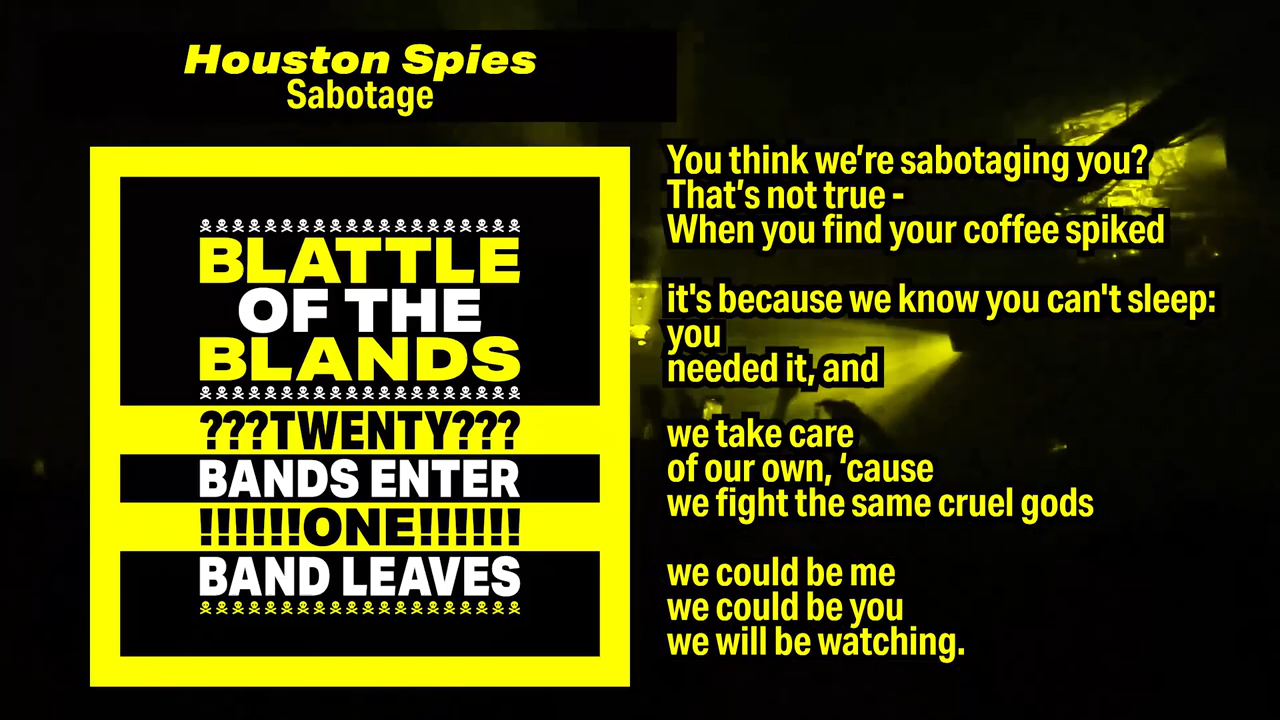 Houston Spies
Sabotage
BLATTLE
OF THE
BLANDS
???TWENTY???
BANDS ENTER
!!!!!!ONE!!!!!!
BAND LEAVES
You think we’re sabotaging you?
That’s not true -
When you find your coffee spiked
it's because we know you can't sleep:
you
needed it, and
we take care
of our own, ‘cause
we fight the same cruel gods
we could be me
we could be you
we will be watching.